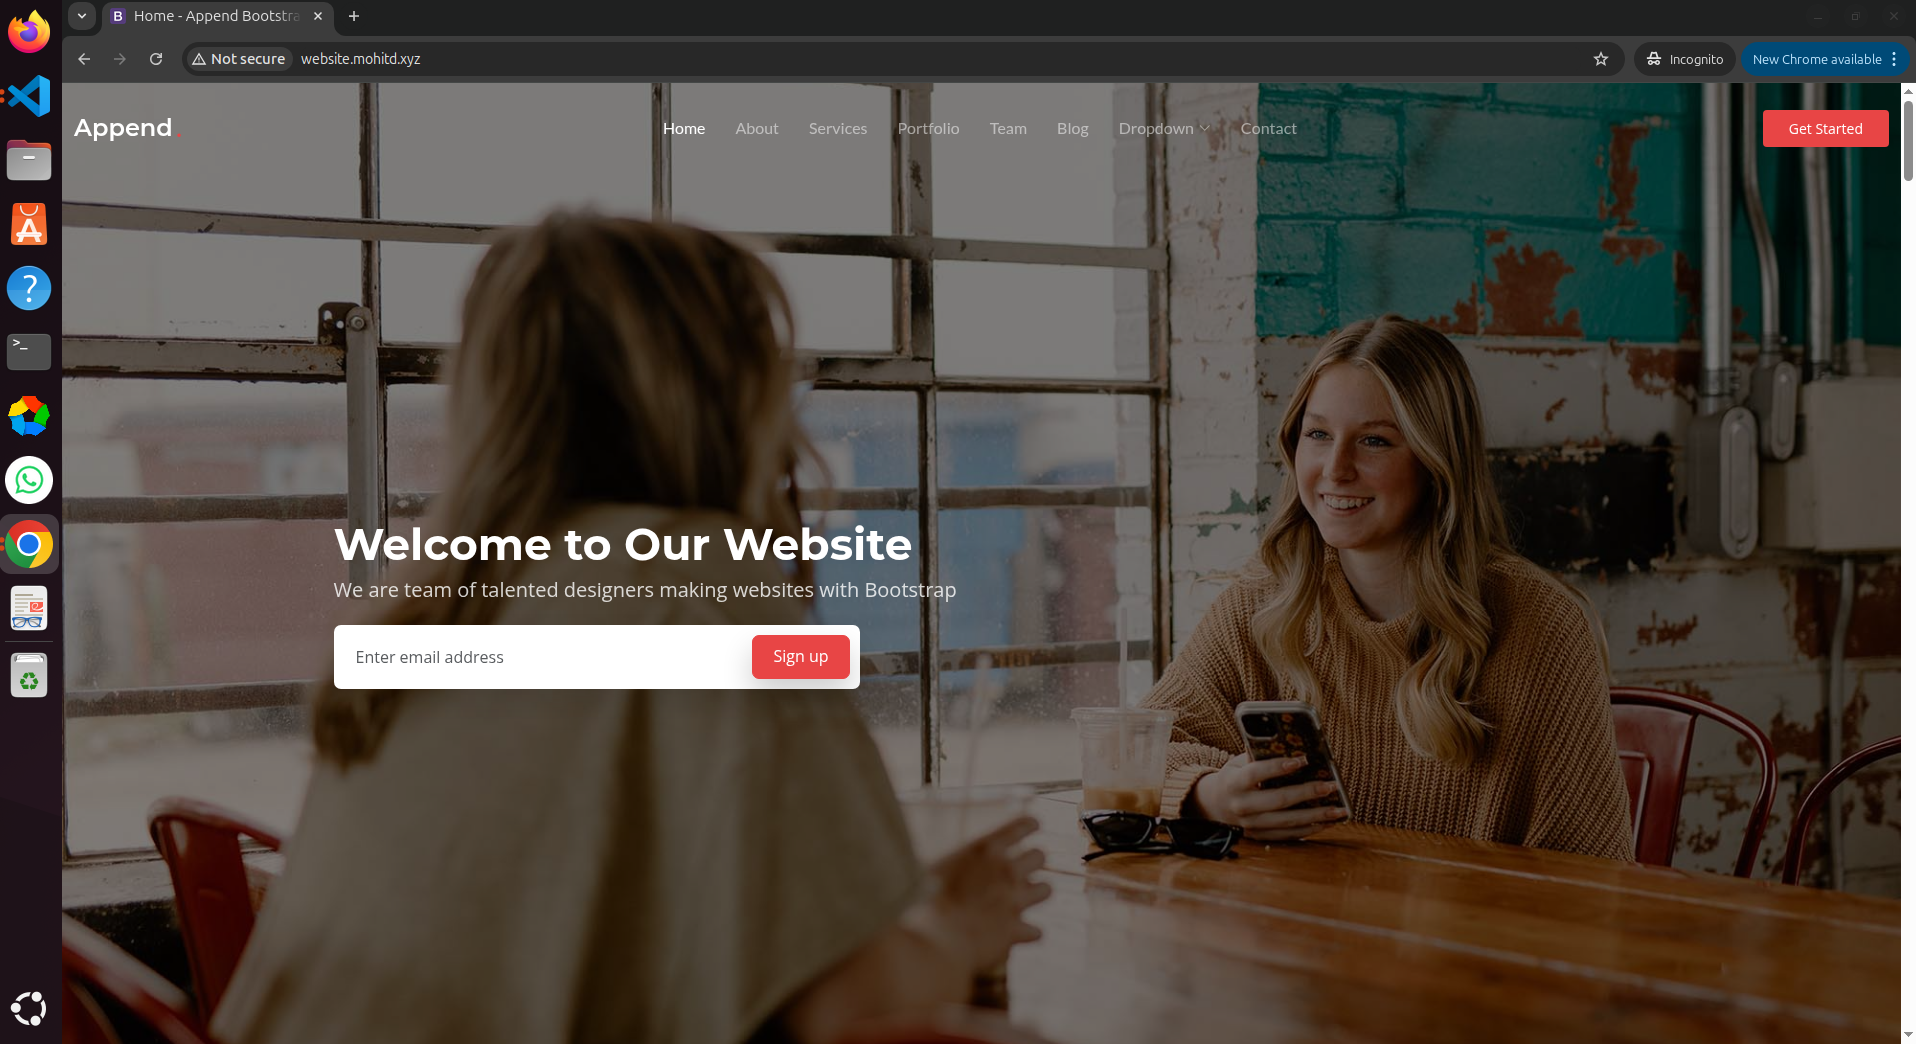 Home - Append Bootstra
Not secure
website.mohitd.xyz
Incognito
New Chrome available
Append.
Home
About
Services
Portfolio
Team
Blog
Dropdown
Contact
Get Started
Welcome to Our Website
We are team of talented designers making websites with Bootstrap
Enter email address
Sign up